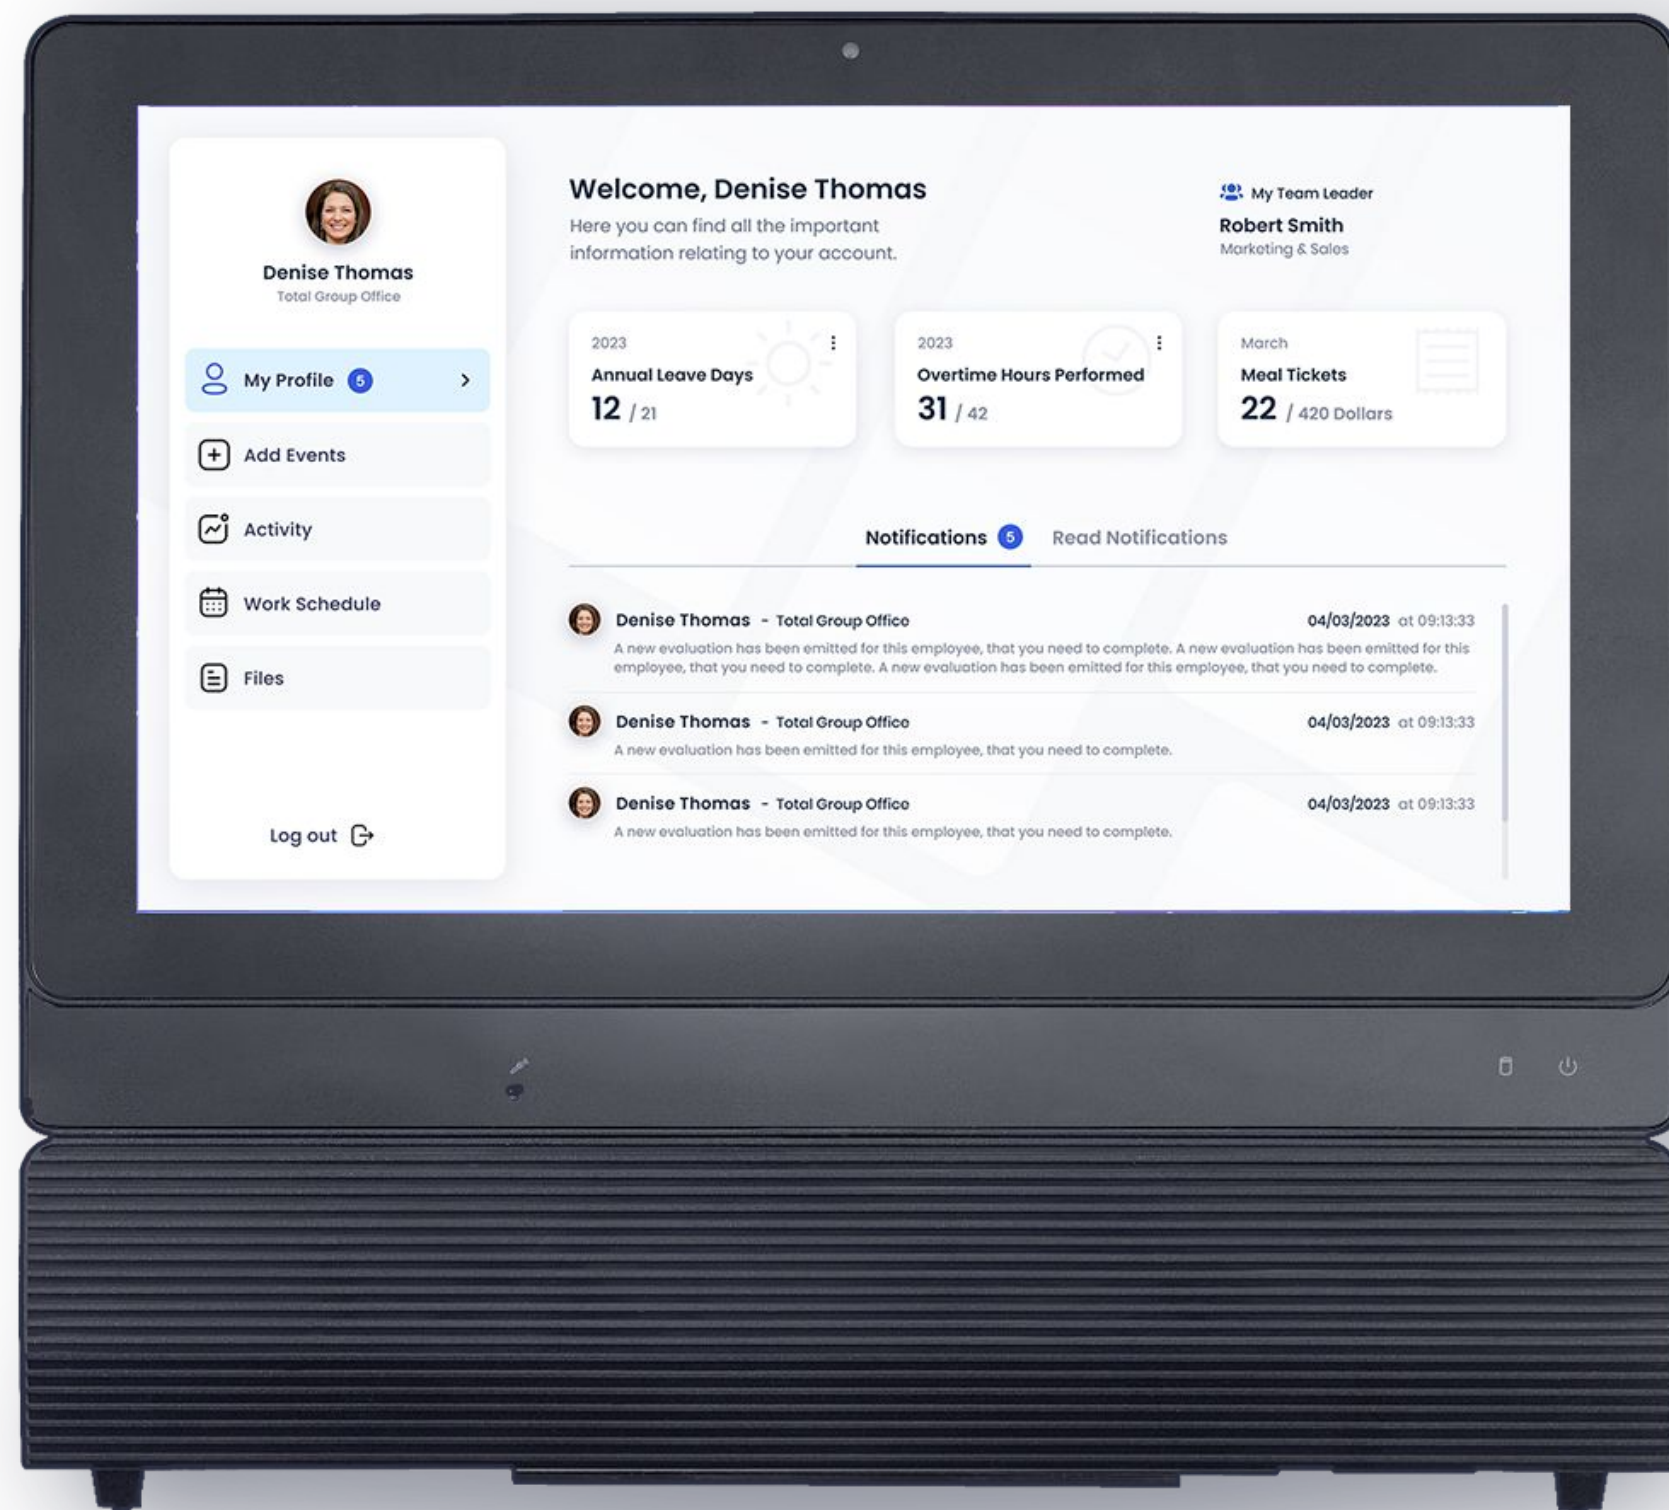 Denise Thomas
Total Group Office
My Profile 5
Add Events
Activity
Work Schedule
Files
Log out
Welcome, Denise Thomas
Here you can find all the important
information relating to your account.
My Team Leader
Robert Smith
Marketing & Sales
2023
Annual Leave Days
12 / 21
2023
Overtime Hours Performed
31 / 42
March
Meal Tickets
22 / 420 Dollars
Notifications 5 Read Notifications
Denise Thomas - Total Group Office 04/03/2023 at 09:13:33
A new evaluation has been emitted for this employee, that you need to complete. A new evaluation has been emitted for this
employee, that you need to complete. A new evaluation has been emitted for this employee, that you need to complete.
Denise Thomas - Total Group Office 04/03/2023 at 09:13:33
A new evaluation has been emitted for this employee, that you need to complete.
Denise Thomas - Total Group Office 04/03/2023 at 09:13:33
A new evaluation has been emitted for this employee, that you need to complete.